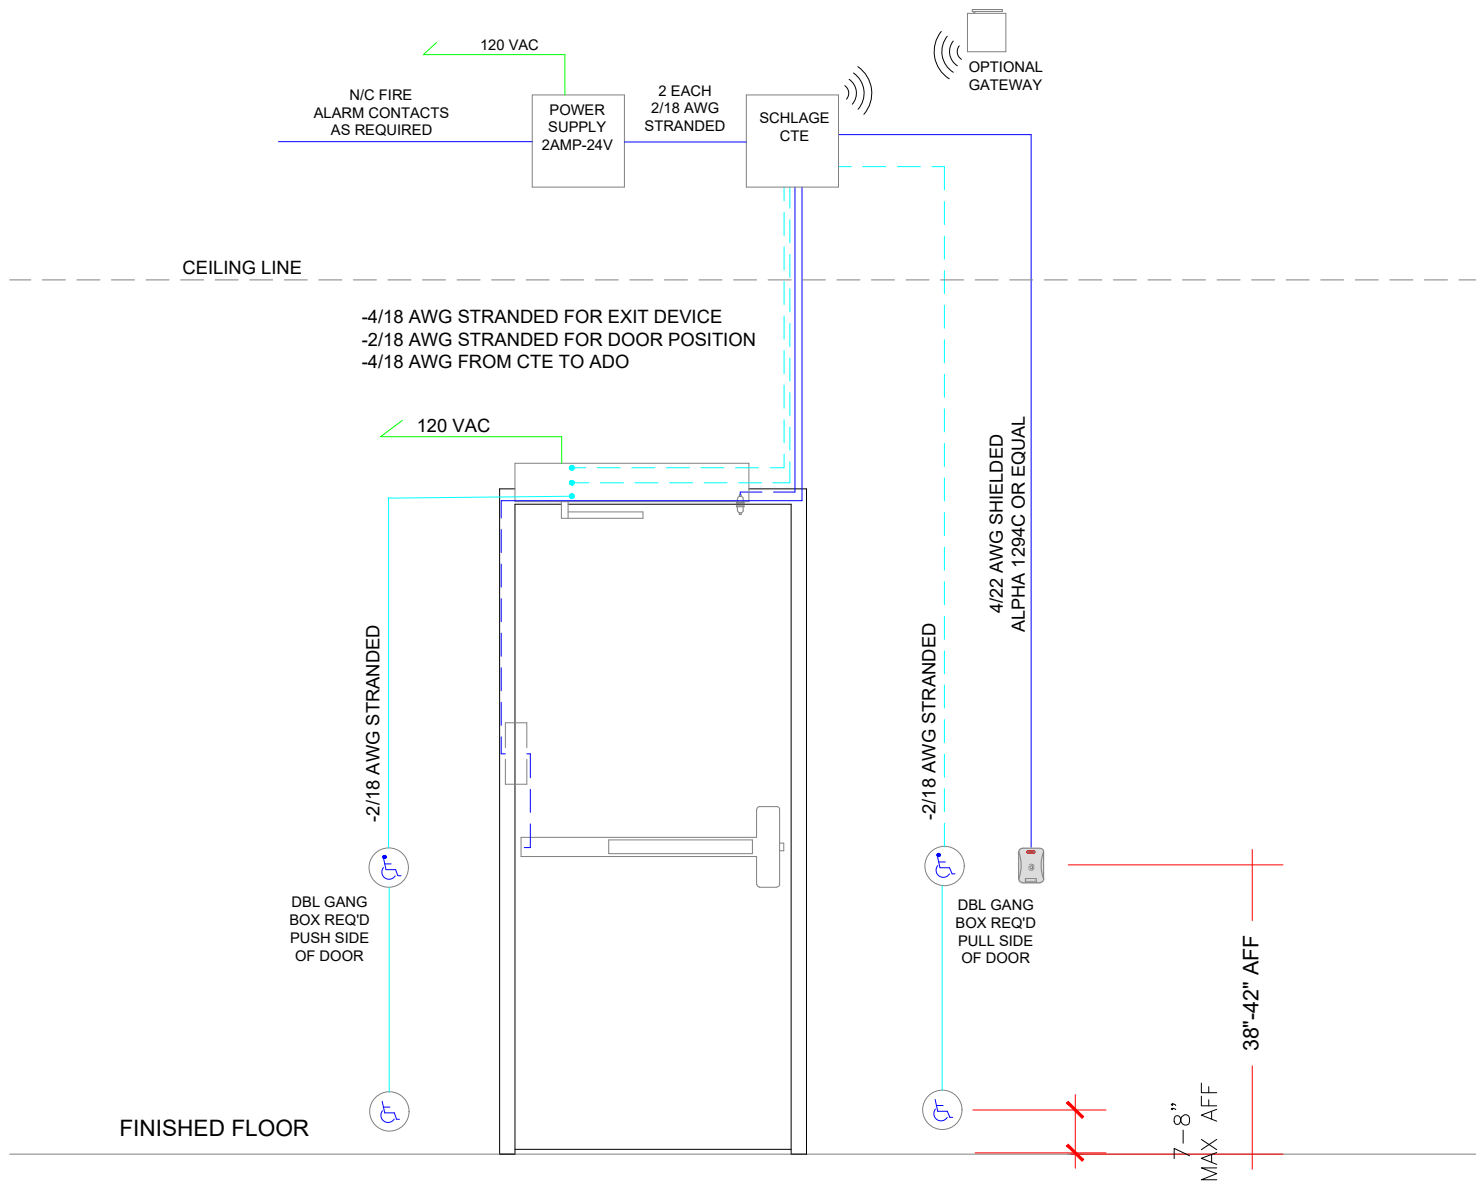 120 VAC
N/C FIRE
ALARM CONTACTS
AS REQUIRED
POWER
SUPPLY
2AMP-24V
2 EACH
2/18 AWG
STRANDED
SCHLAGE
CTE
OPTIONAL
GATEWAY
CEILING LINE
-4/18 AWG STRANDED FOR EXIT DEVICE
-2/18 AWG STRANDED FOR DOOR POSITION
-4/18 AWG FROM CTE TO ADO
120 VAC
-2/18 AWG STRANDED
-2/18 AWG STRANDED
4/22 AWG SHIELDED
ALPHA 1294C OR EQUAL
DBL GANG
BOX REQ'D
PUSH SIDE
OF DOOR
DBL GANG
BOX REQ'D
PULL SIDE
OF DOOR
38"-42" AFF
7-8"
MAX AFF
FINISHED FLOOR